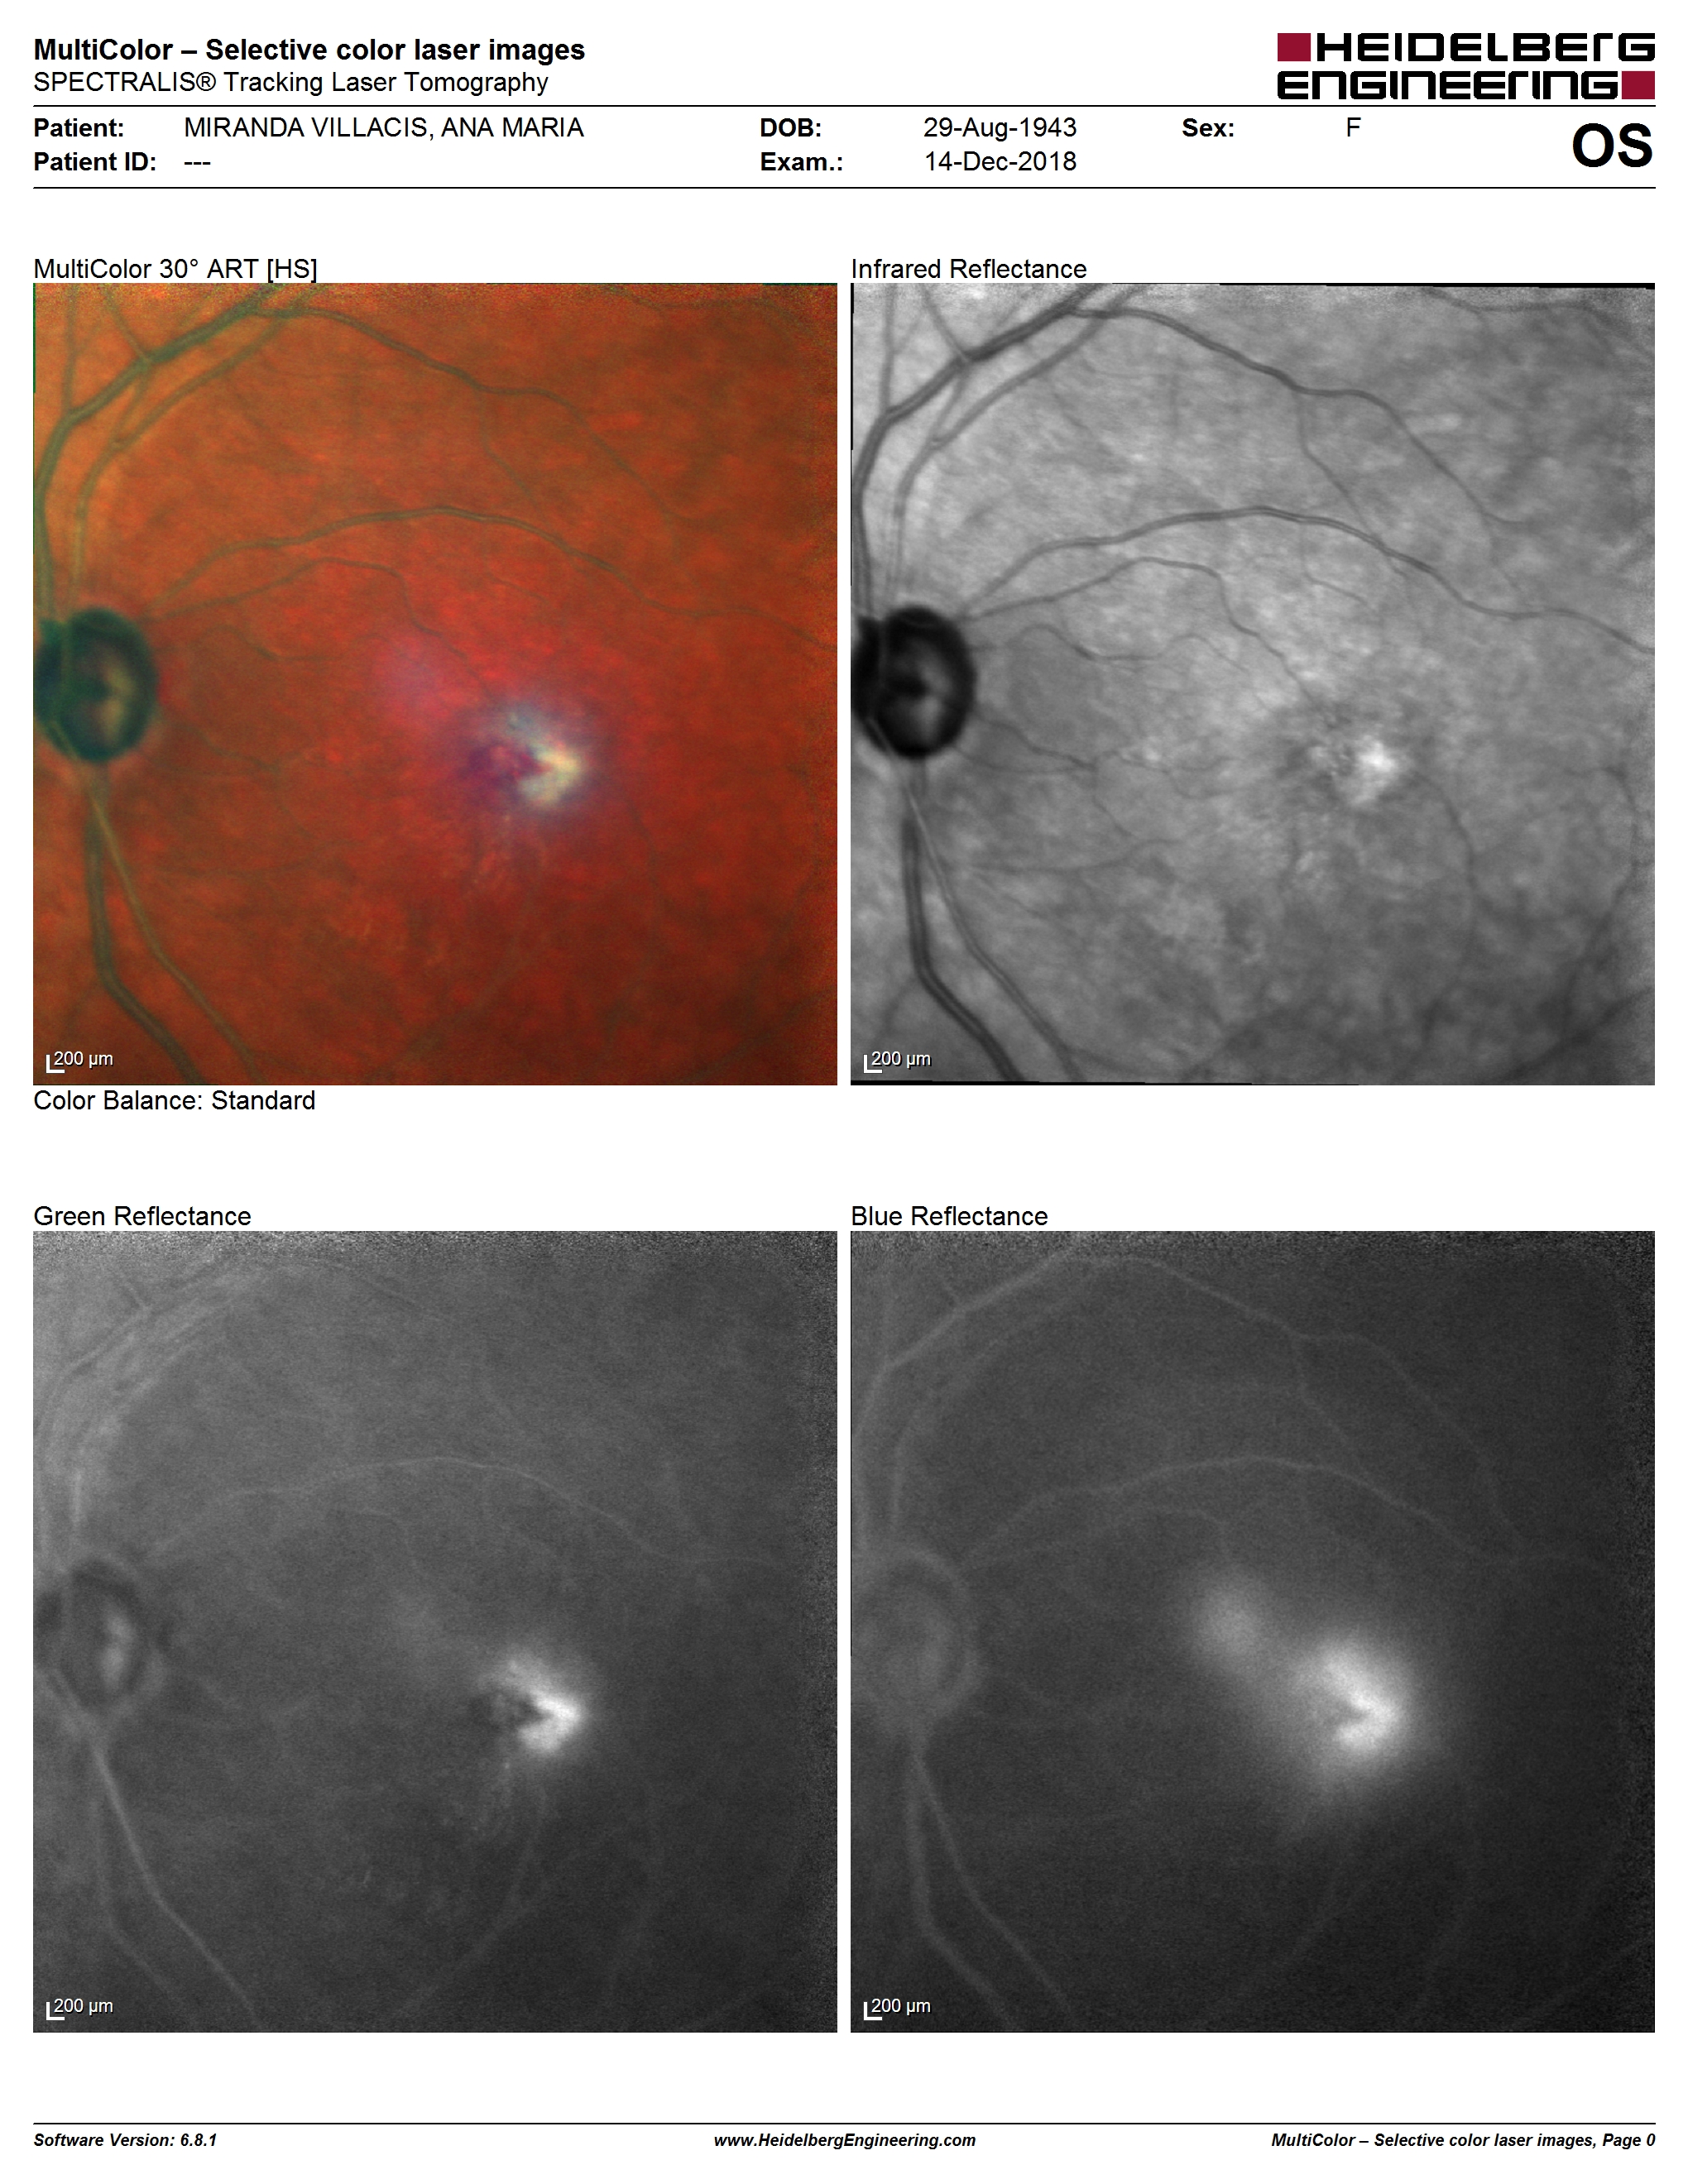 MultiColor – Selective color laser images
SPECTRALIS® Tracking Laser Tomography
HEIDELBERG
ENGINEERING
Patient: MIRANDA VILLACIS, ANA MARIA DOB: 29-Aug-1943 Sex: F
Patient ID: --- Exam.: 14-Dec-2018
OS
MultiColor 30° ART [HS] Infrared Reflectance
200 µm 200 µm
Color Balance: Standard
Green Reflectance Blue Reflectance
200 µm 200 µm
Software Version: 6.8.1 www.HeidelbergEngineering.com MultiColor – Selective color laser images, Page 0